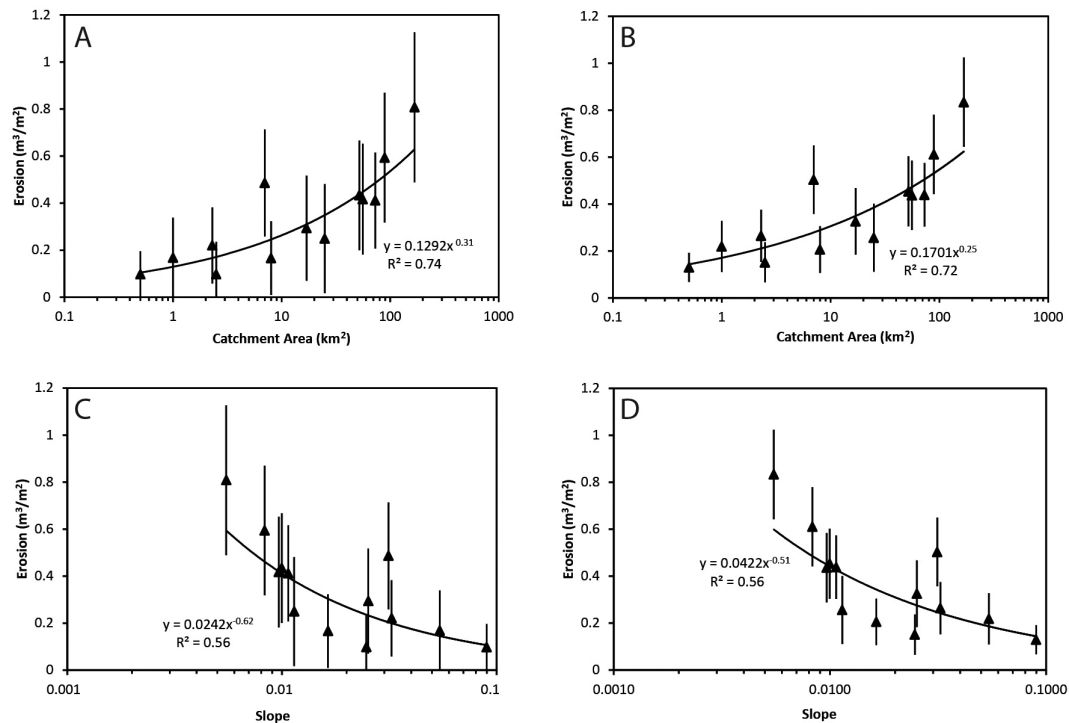 A
1.2
1
0.8
0.6
0.4
0.2
0
Erosion (m³/m²)
y = 0.1292x^0.31
R² = 0.74
0.1 1 10 100 1000
Catchment Area (km²)
B
1.2
1
0.8
0.6
0.4
0.2
0
Erosion (m³/m²)
y = 0.1701x^0.25
R² = 0.72
0.1 1 10 100 1000
Catchment Area (km²)
C
1.2
1
0.8
0.6
0.4
0.2
0
Erosion (m³/m²)
y = 0.0242x^-0.62
R² = 0.56
0.001 0.01 0.1
Slope
D
1.2
1
0.8
0.6
0.4
0.2
0
Erosion (m³/m²)
y = 0.0422x^-0.51
R² = 0.56
0.0010 0.0100 0.1000
Slope